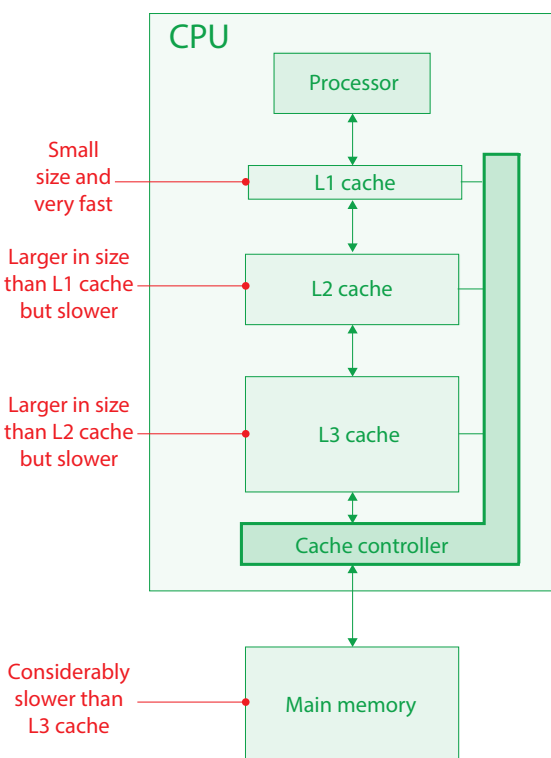 CPU
Processor
Small
size and
very fast
L1 cache
Larger in size
than L1 cache
but slower
L2 cache
Larger in size
than L2 cache
but slower
L3 cache
Cache controller
Considerably
slower than
L3 cache
Main memory